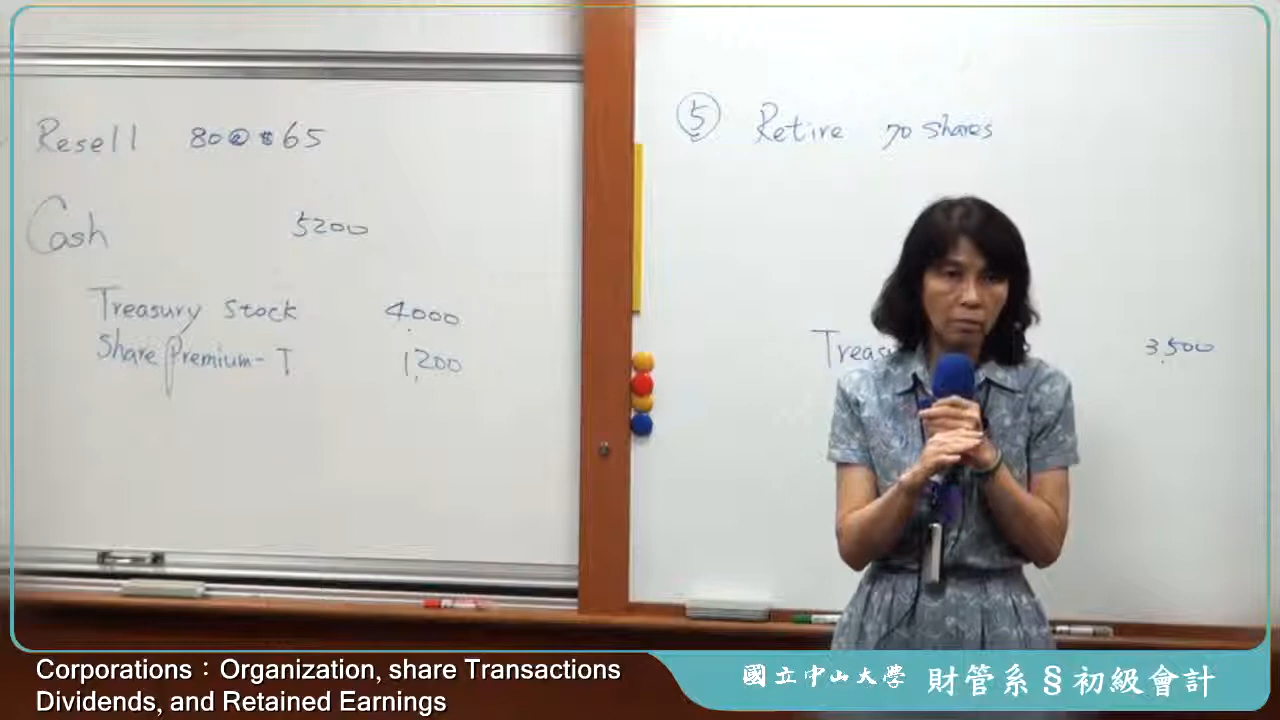 Resell 80@$65
Cash 5200
Treasury Stock 4000
Share Premium-T 1,200
⑤ Retire 70 shares
Treasu 3,500
Corporations：Organization, share Transactions
Dividends, and Retained Earnings
國立中山大學 財管系§初級會計